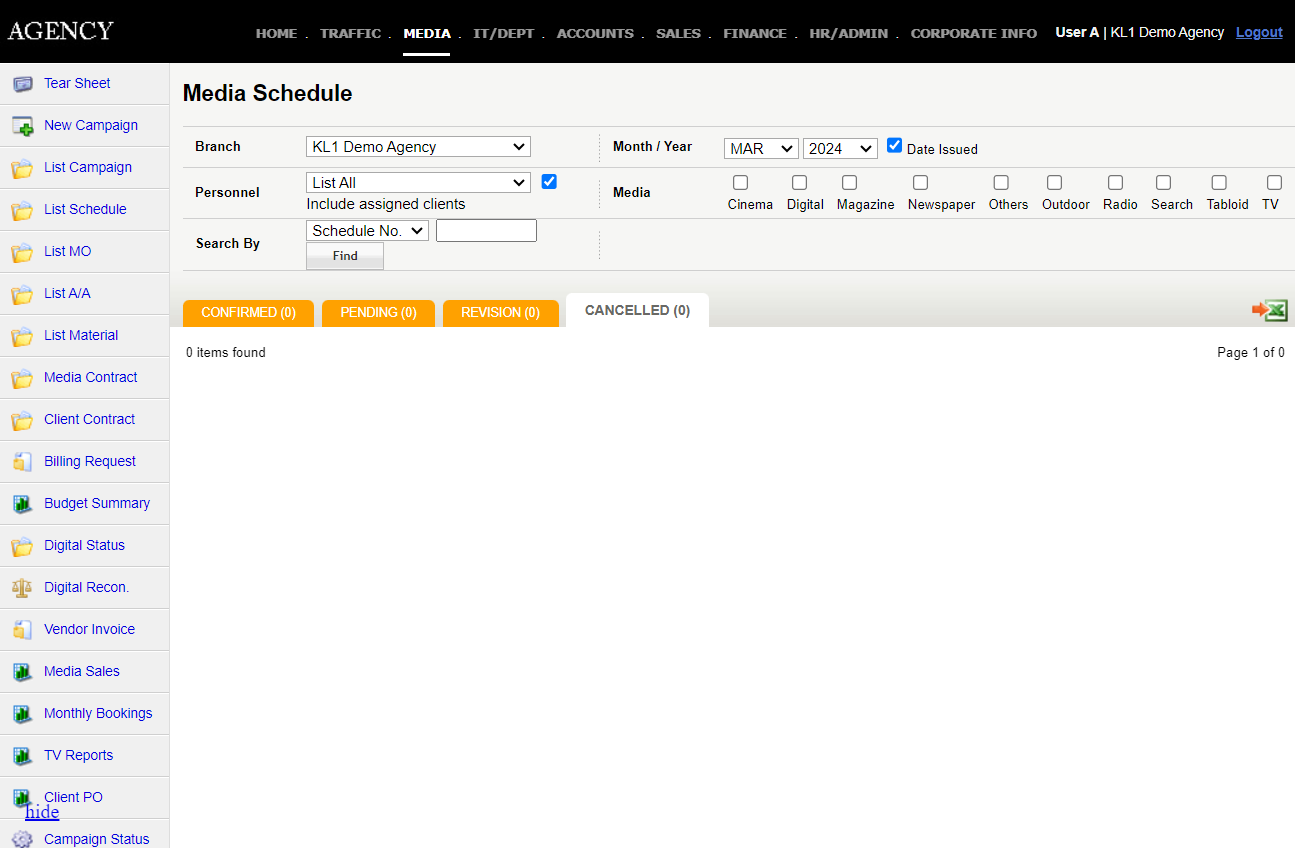 AGENCY
HOME . TRAFFIC . MEDIA . IT/DEPT . ACCOUNTS . SALES . FINANCE . HR/ADMIN . CORPORATE INFO
User A | KL1 Demo Agency Logout
Tear Sheet
New Campaign
List Campaign
List Schedule
List MO
List A/A
List Material
Media Contract
Client Contract
Billing Request
Budget Summary
Digital Status
Digital Recon.
Vendor Invoice
Media Sales
Monthly Bookings
TV Reports
Client PO
hide
Campaign Status
Media Schedule
Branch KL1 Demo Agency Month / Year MAR 2024 Date Issued
Personnel List All
Include assigned clients
Media Cinema Digital Magazine Newspaper Others Outdoor Radio Search Tabloid TV
Search By Schedule No.
Find
CONFIRMED (0) PENDING (0) REVISION (0) CANCELLED (0)
0 items found Page 1 of 0